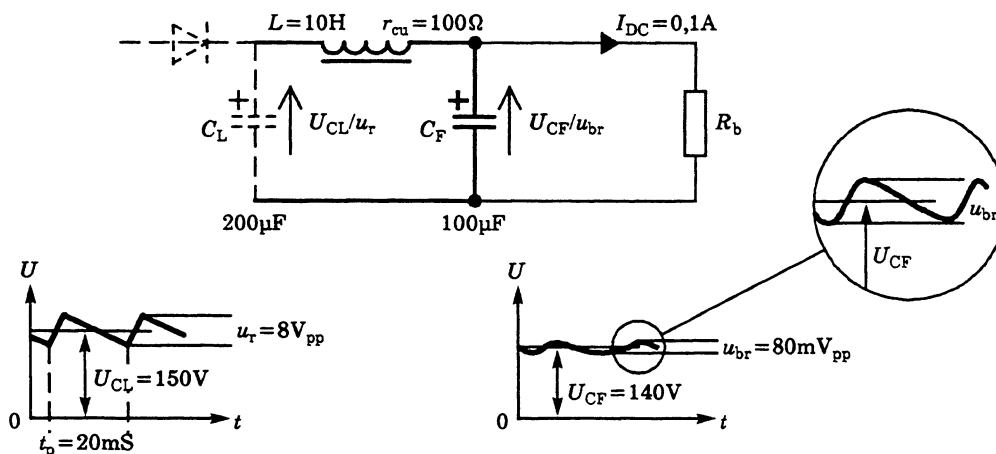 L = 10H r_cu = 100Ω I_DC = 0,1A
+ +
C_L U_CL/u_r C_F U_CF/u_br R_b
200µF 100µF
u_br
U_CF
U
u_r = 8V_pp
U_CL = 150V
0 t
t_p = 20mS
U
u_br = 80mV_pp
U_CF = 140V
0 t